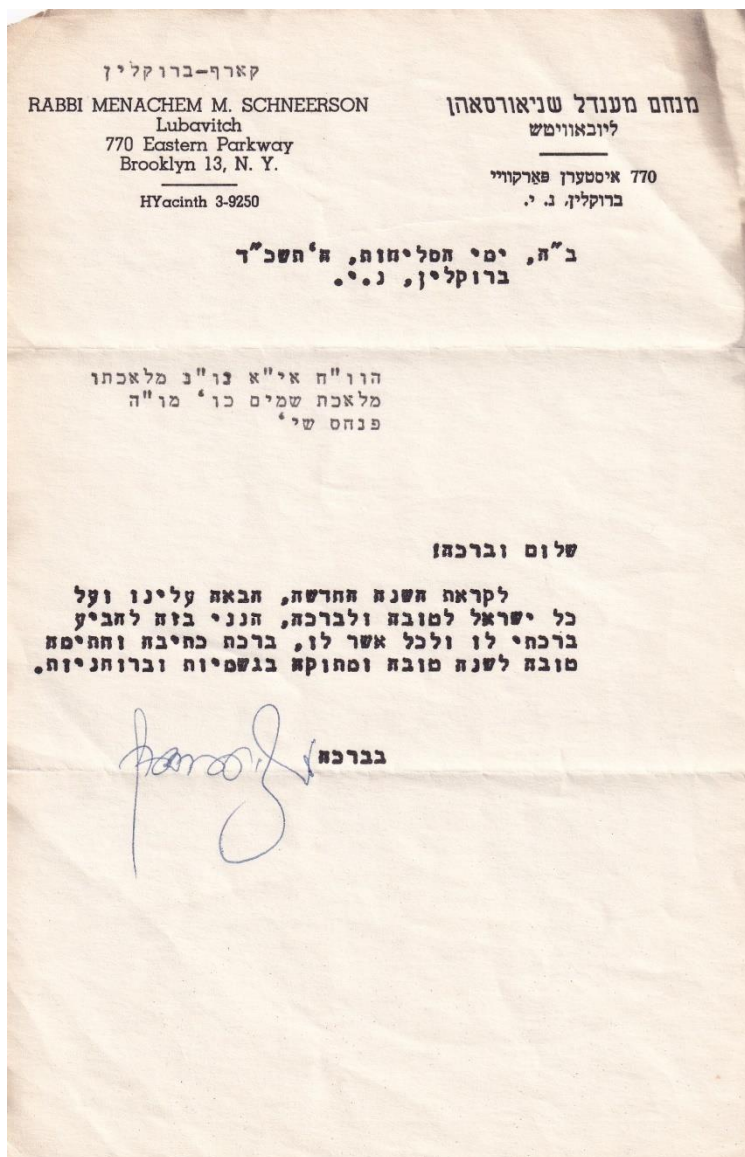 קארף-ברוקלין
RABBI MENACHEM M. SCHNEERSON
Lubavitch
770 Eastern Parkway
Brooklyn 13, N. Y.
HYacinth 3-9250
מנחם מענדל שניאורסאהן
ליובאוויטש
770 איסטערן פּאַרקוויי
ברוקלין, נ. י.
ב"ה, ימי הסליחות, ה'תשכ"ד
ברוקלין, נ.י.
הוו"ח אי"א נו"נ מלאכתו
מלאכת שמים כו' מו"ה
פנחס שי'
שלום וברכה!
לקראת השנה החדשה, הבאה עלינו ועל
כל ישראל לטובה ולברכה, הנני בזה להביע
ברכתי לו ולכל אשר לו, ברכת כתיבה וחתימה
טובה לשנה טובה ומתוקה בגשמיות וברוחניות.
בברכה